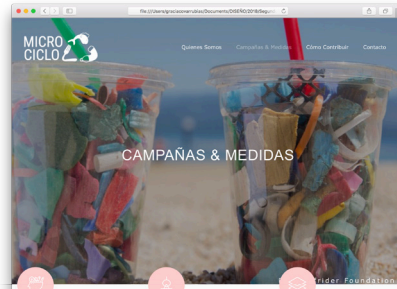 MICRO
CICLO
Quienes Somos
Campañas & Medidas
Cómo Contribuir
Contacto
CAMPAÑAS & MEDIDAS
frider Foundation